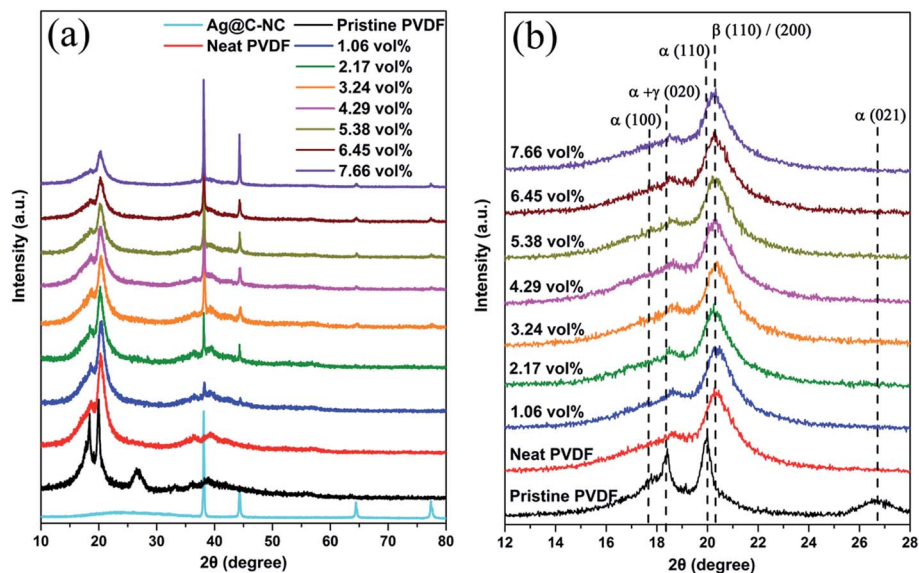 (a)
Ag@C-NC
Pristine PVDF
Neat PVDF
1.06 vol%
2.17 vol%
3.24 vol%
4.29 vol%
5.38 vol%
6.45 vol%
7.66 vol%
Intensity (a.u.)
10 20 30 40 50 60 70 80
2θ (degree)
(b)
β (110) / (200)
α (110)
α +γ (020)
α (100)
α (021)
7.66 vol%
6.45 vol%
5.38 vol%
4.29 vol%
3.24 vol%
2.17 vol%
1.06 vol%
Neat PVDF
Pristine PVDF
Intensity (a.u.)
12 14 16 18 20 22 24 26 28
2θ (degree)